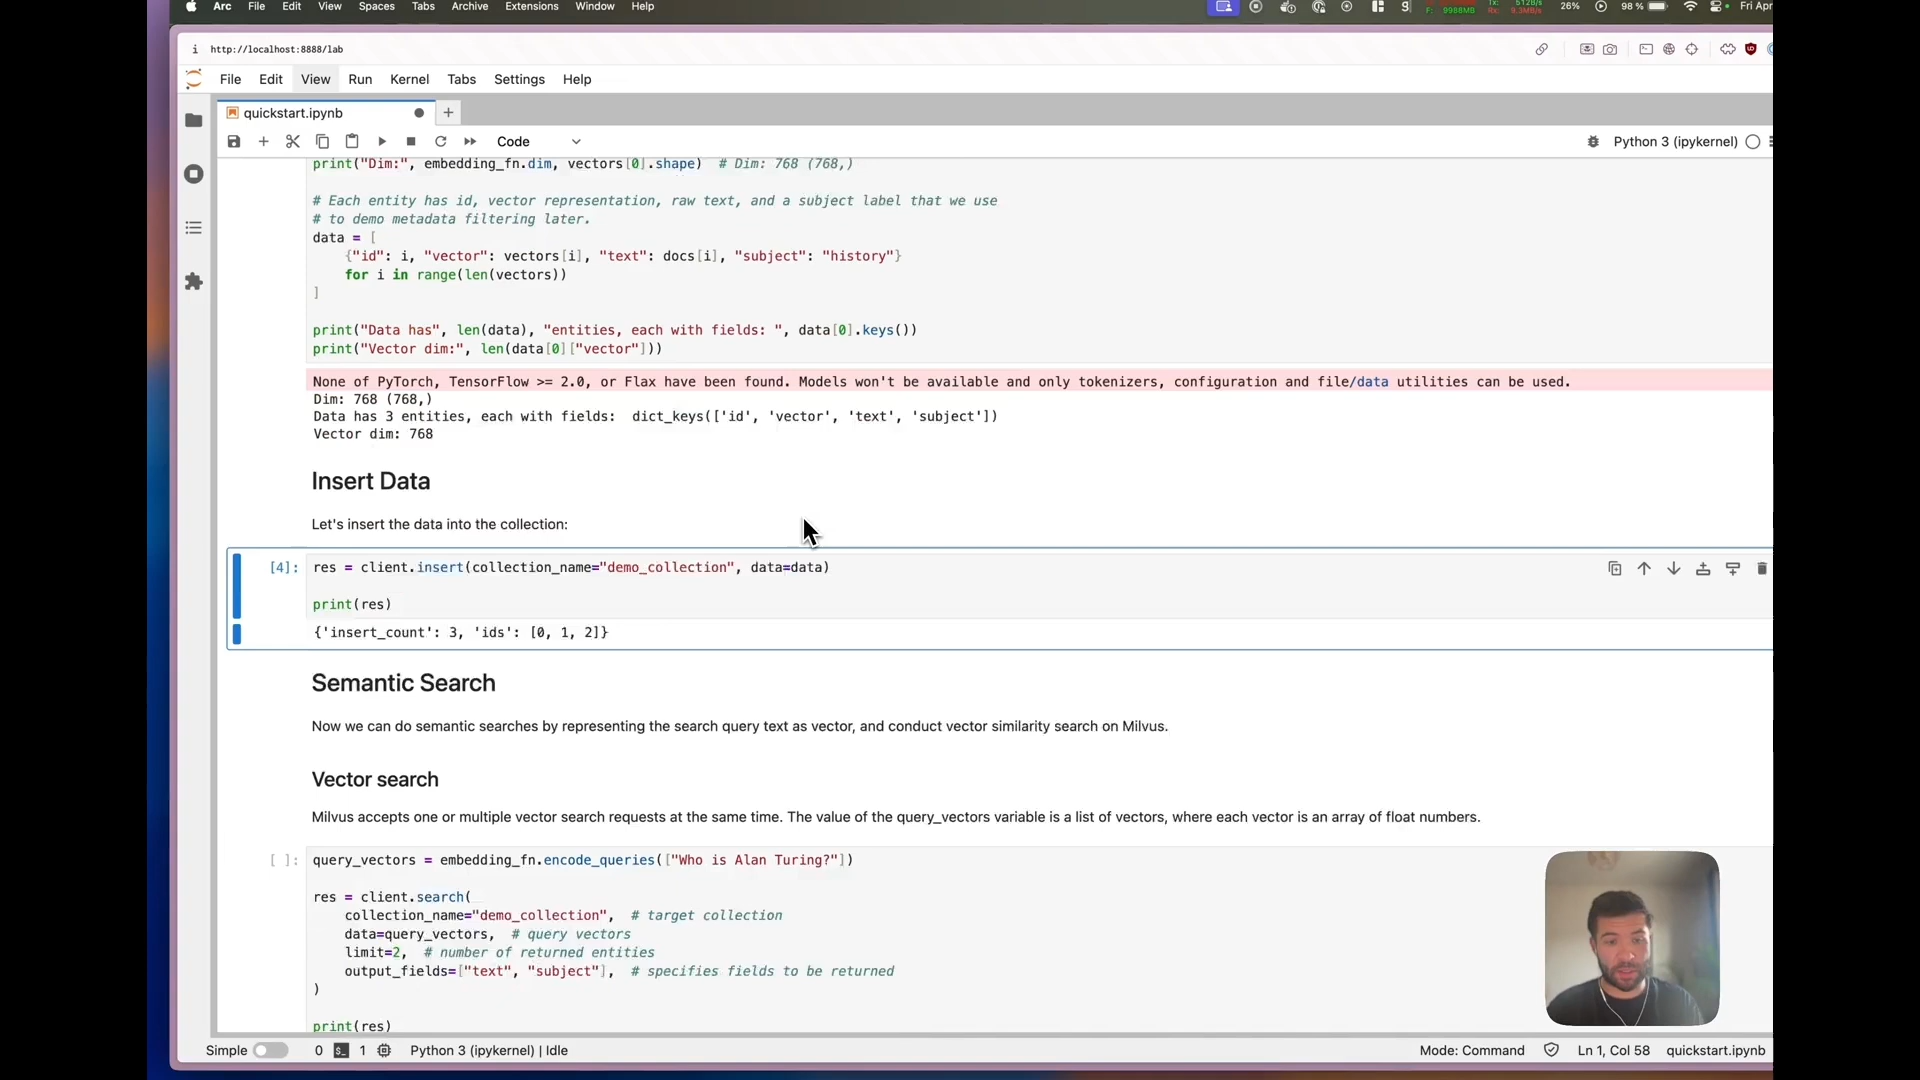 Arc File Edit View Spaces Tabs Archive Extensions Window Help
F: 9988MB 26% 98 % Fri Apr
i http://localhost:8888/lab
File Edit View Run Kernel Tabs Settings Help
quickstart.ipynb
Code
Python 3 (ipykernel)
print("Dim:", embedding_fn.dim, vectors[0].shape)  # Dim: 768 (768,)
# Each entity has id, vector representation, raw text, and a subject label that we use
# to demo metadata filtering later.
data = [
    {"id": i, "vector": vectors[i], "text": docs[i], "subject": "history"}
    for i in range(len(vectors))
]
print("Data has", len(data), "entities, each with fields: ", data[0].keys())
print("Vector dim:", len(data[0]["vector"]))
None of PyTorch, TensorFlow >= 2.0, or Flax have been found. Models won't be available and only tokenizers, configuration and file/data utilities can be used.
Dim: 768 (768,)
Data has 3 entities, each with fields:  dict_keys(['id', 'vector', 'text', 'subject'])
Vector dim: 768
Insert Data
Let's insert the data into the collection:
[4]: res = client.insert(collection_name="demo_collection", data=data)
print(res)
{'insert_count': 3, 'ids': [0, 1, 2]}
Semantic Search
Now we can do semantic searches by representing the search query text as vector, and conduct vector similarity search on Milvus.
Vector search
Milvus accepts one or multiple vector search requests at the same time. The value of the query_vectors variable is a list of vectors, where each vector is an array of float numbers.
[ ]: query_vectors = embedding_fn.encode_queries(["Who is Alan Turing?"])
res = client.search(
    collection_name="demo_collection",  # target collection
    data=query_vectors,  # query vectors
    limit=2,  # number of returned entities
    output_fields=["text", "subject"],  # specifies fields to be returned
)
print(res)
Simple 0 1 Python 3 (ipykernel) | Idle Mode: Command Ln 1, Col 58 quickstart.ipynb